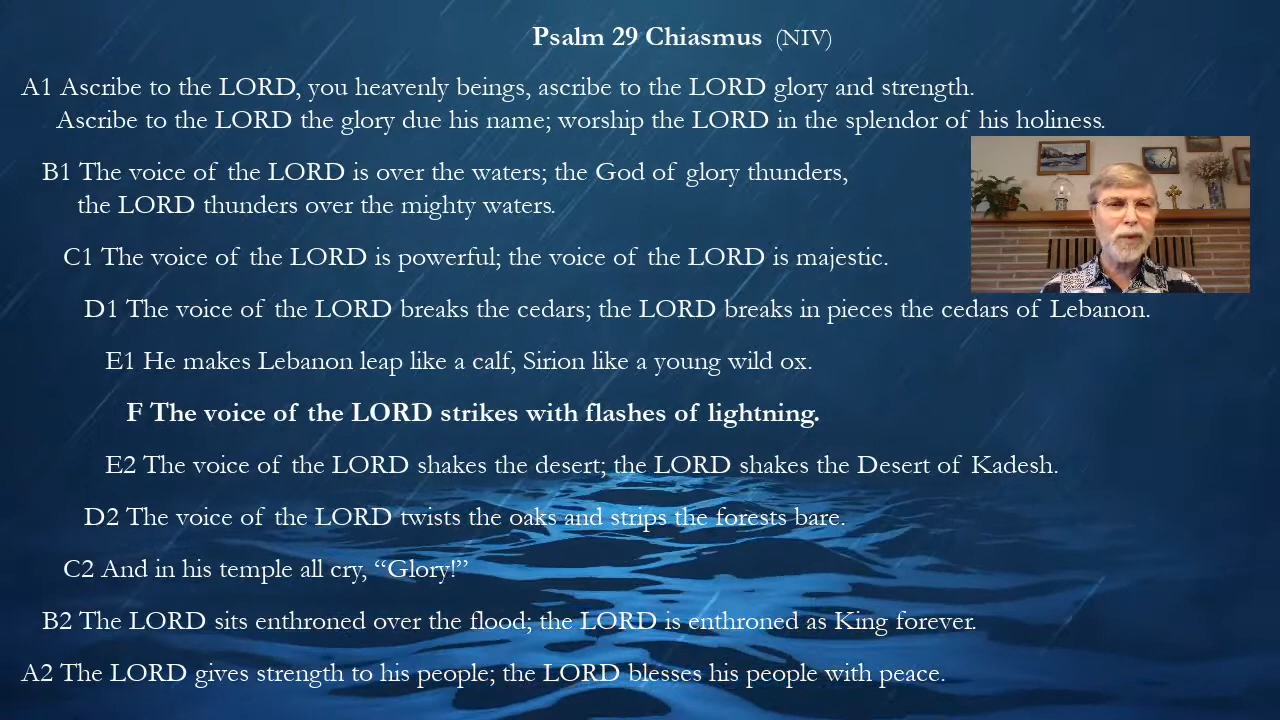 Psalm 29 Chiasmus (NIV)
A1 Ascribe to the LORD, you heavenly beings, ascribe to the LORD glory and strength.
Ascribe to the LORD the glory due his name; worship the LORD in the splendor of his holiness.
B1 The voice of the LORD is over the waters; the God of glory thunders,
the LORD thunders over the mighty waters.
C1 The voice of the LORD is powerful; the voice of the LORD is majestic.
D1 The voice of the LORD breaks the cedars; the LORD breaks in pieces the cedars of Lebanon.
E1 He makes Lebanon leap like a calf, Sirion like a young wild ox.
F The voice of the LORD strikes with flashes of lightning.
E2 The voice of the LORD shakes the desert; the LORD shakes the Desert of Kadesh.
D2 The voice of the LORD twists the oaks and strips the forests bare.
C2 And in his temple all cry, “Glory!”
B2 The LORD sits enthroned over the flood; the LORD is enthroned as King forever.
A2 The LORD gives strength to his people; the LORD blesses his people with peace.